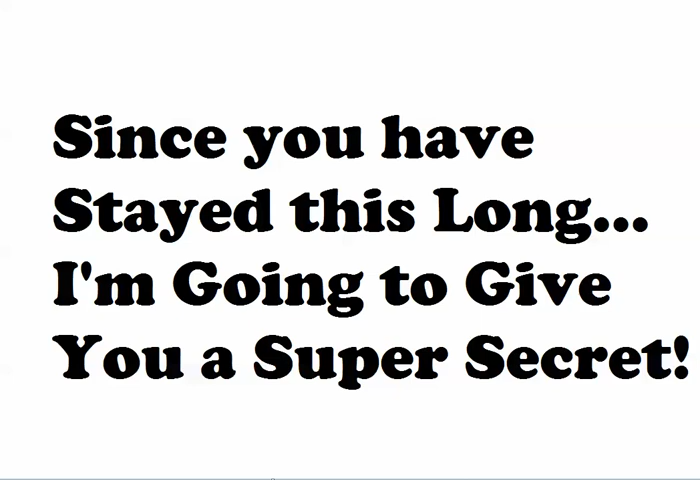 Since you have
Stayed this Long...
I'm Going to Give
You a Super Secret!